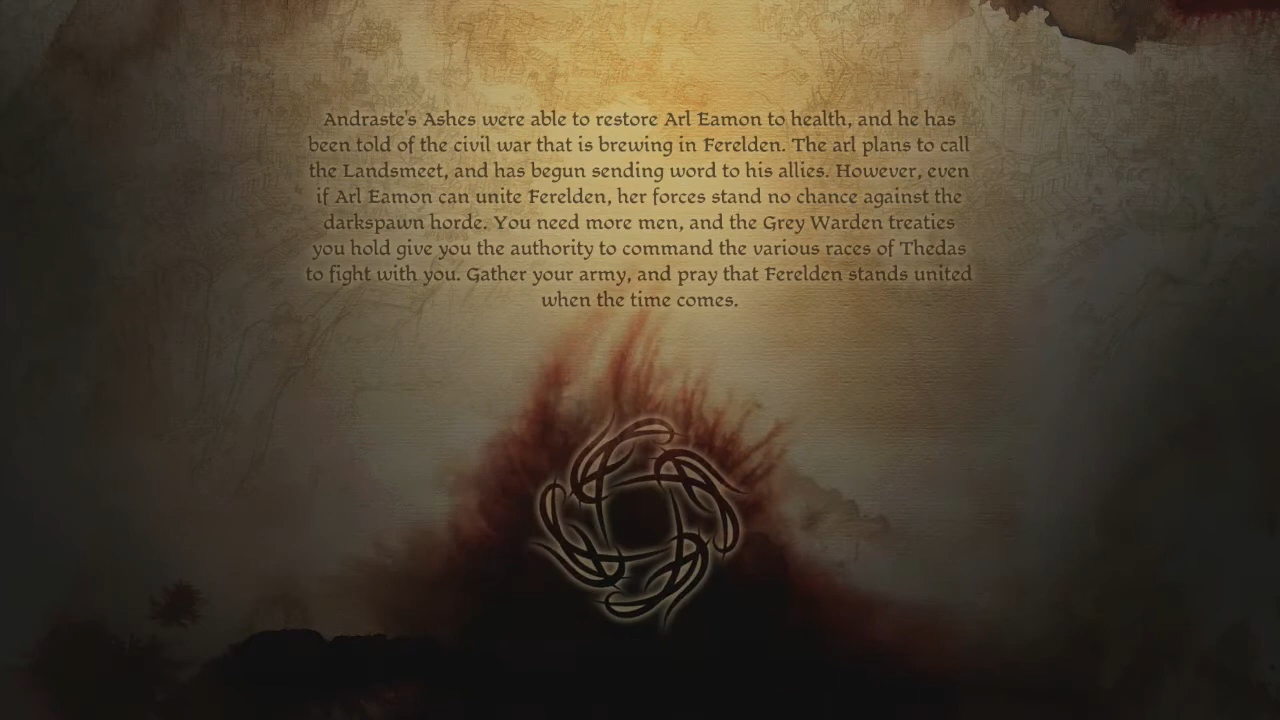 Andraste's Ashes were able to restore Arl Eamon to health, and he has
been told of the civil war that is brewing in Ferelden. The arl plans to call
the Landsmeet, and has begun sending word to his allies. However, even
if Arl Eamon can unite Ferelden, her forces stand no chance against the
darkspawn horde. You need more men, and the Grey Warden treaties
you hold give you the authority to command the various races of Thedas
to fight with you. Gather your army, and pray that Ferelden stands united
when the time comes.